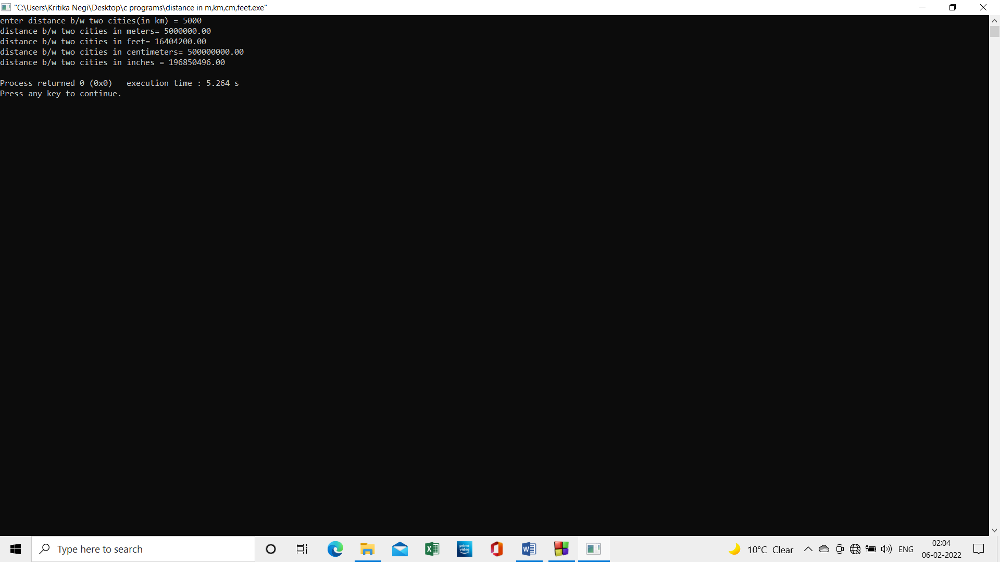 "C:\Users\Kritika Negi\Desktop\c programs\distance in m,km,cm,feet.exe"
enter distance b/w two cities(in km) = 5000
distance b/w two cities in meters= 5000000.00
distance b/w two cities in feet= 16404200.00
distance b/w two cities in centimeters= 500000000.00
distance b/w two cities in inches = 196850496.00
Process returned 0 (0x0)   execution time : 5.264 s
Press any key to continue.
Type here to search
prime video
10°C Clear
ENG
02:04
06-02-2022